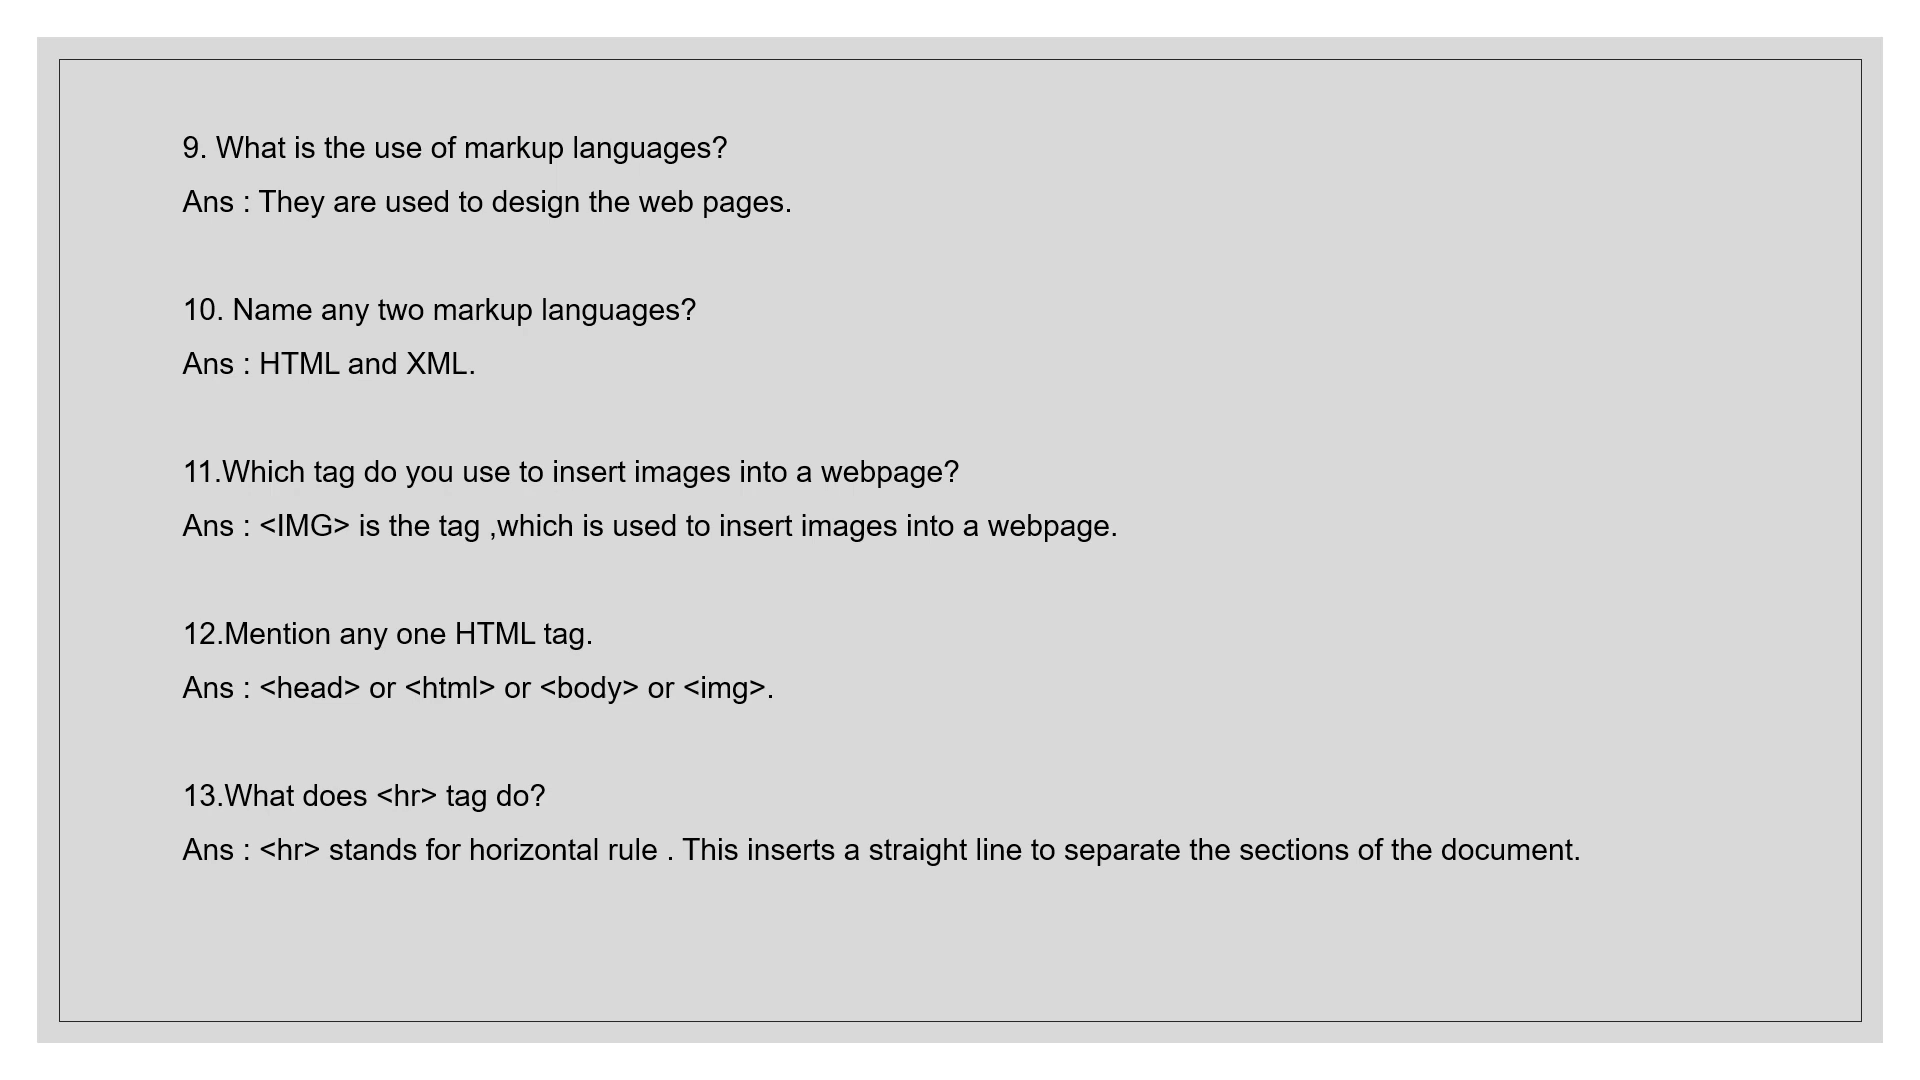 9. What is the use of markup languages?
Ans : They are used to design the web pages.
10. Name any two markup languages?
Ans : HTML and XML.
11.Which tag do you use to insert images into a webpage?
Ans : <IMG> is the tag ,which is used to insert images into a webpage.
12.Mention any one HTML tag.
Ans : <head> or <html> or <body> or <img>.
13.What does <hr> tag do?
Ans : <hr> stands for horizontal rule . This inserts a straight line to separate the sections of the document.